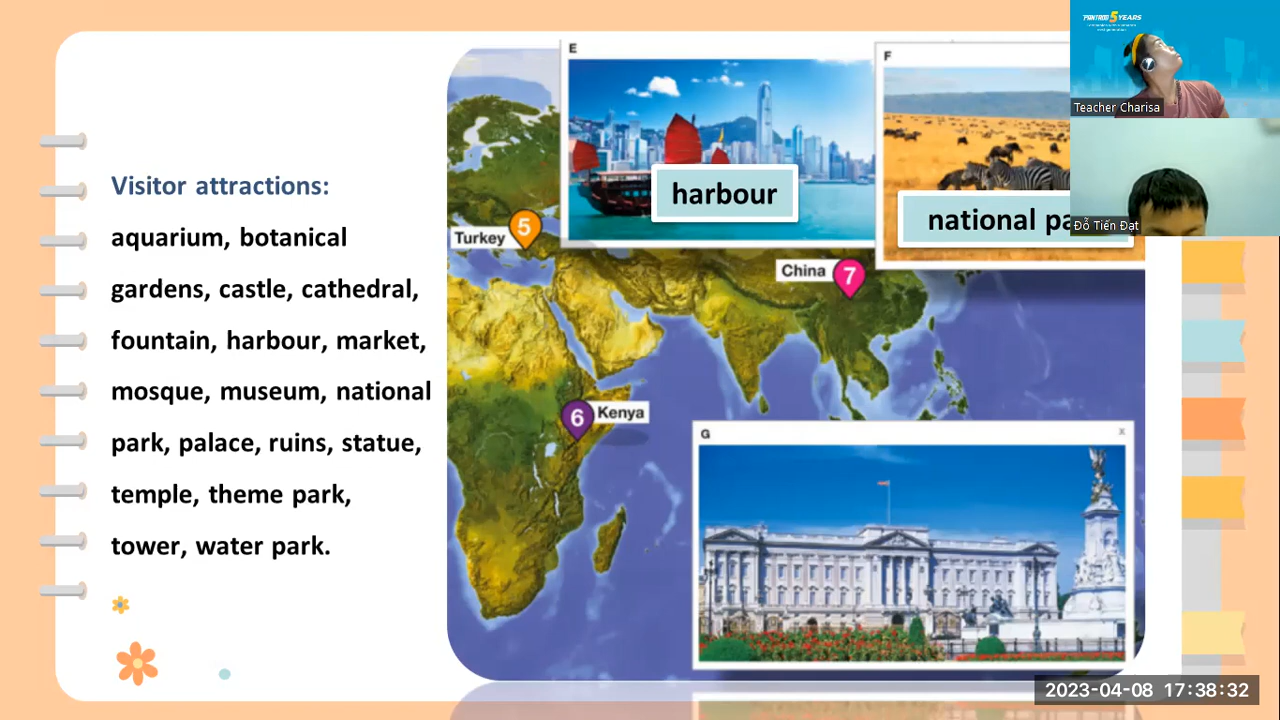 Visitor attractions:
aquarium, botanical
gardens, castle, cathedral,
fountain, harbour, market,
mosque, museum, national
park, palace, ruins, statue,
temple, theme park,
tower, water park.
E
harbour
F
national pa
5
Turkey
China
7
6
Kenya
G
x
5 YEARS
Teacher Charisa
Đỗ Tiến Đạt
2023-04-08 17:38:32